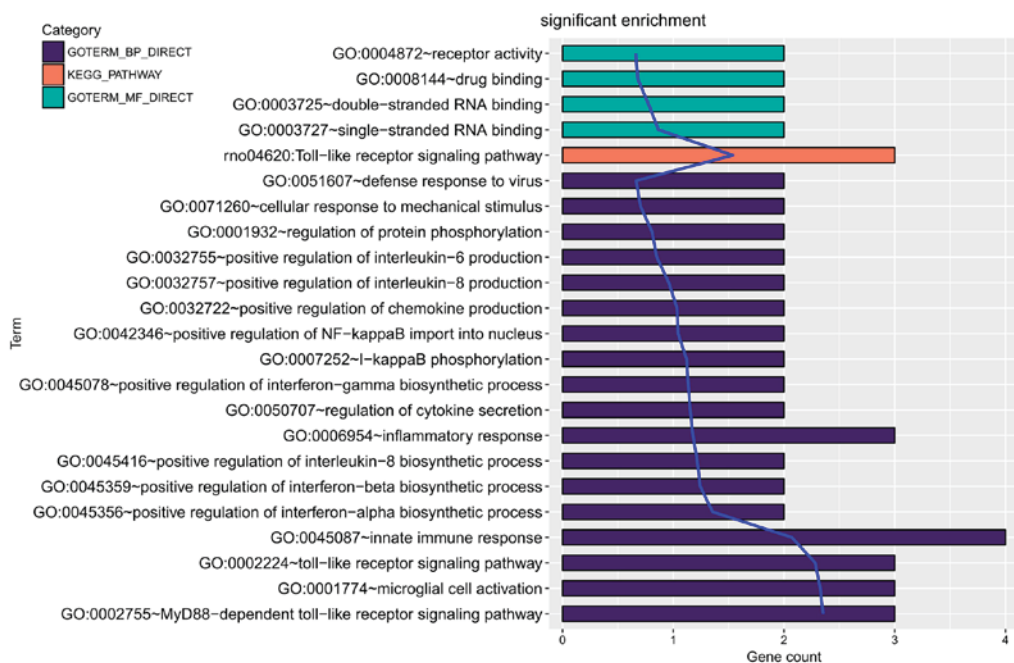 significant enrichment
Category
GOTERM_BP_DIRECT
KEGG_PATHWAY
GOTERM_MF_DIRECT
Term
GO:0004872~receptor activity
GO:0008144~drug binding
GO:0003725~double−stranded RNA binding
GO:0003727~single−stranded RNA binding
rno04620:Toll−like receptor signaling pathway
GO:0051607~defense response to virus
GO:0071260~cellular response to mechanical stimulus
GO:0001932~regulation of protein phosphorylation
GO:0032755~positive regulation of interleukin−6 production
GO:0032757~positive regulation of interleukin−8 production
GO:0032722~positive regulation of chemokine production
GO:0042346~positive regulation of NF−kappaB import into nucleus
GO:0007252~I−kappaB phosphorylation
GO:0045078~positive regulation of interferon−gamma biosynthetic process
GO:0050707~regulation of cytokine secretion
GO:0006954~inflammatory response
GO:0045416~positive regulation of interleukin−8 biosynthetic process
GO:0045359~positive regulation of interferon−beta biosynthetic process
GO:0045356~positive regulation of interferon−alpha biosynthetic process
GO:0045087~innate immune response
GO:0002224~toll−like receptor signaling pathway
GO:0001774~microglial cell activation
GO:0002755~MyD88−dependent toll−like receptor signaling pathway
0 1 2 3 4
Gene count